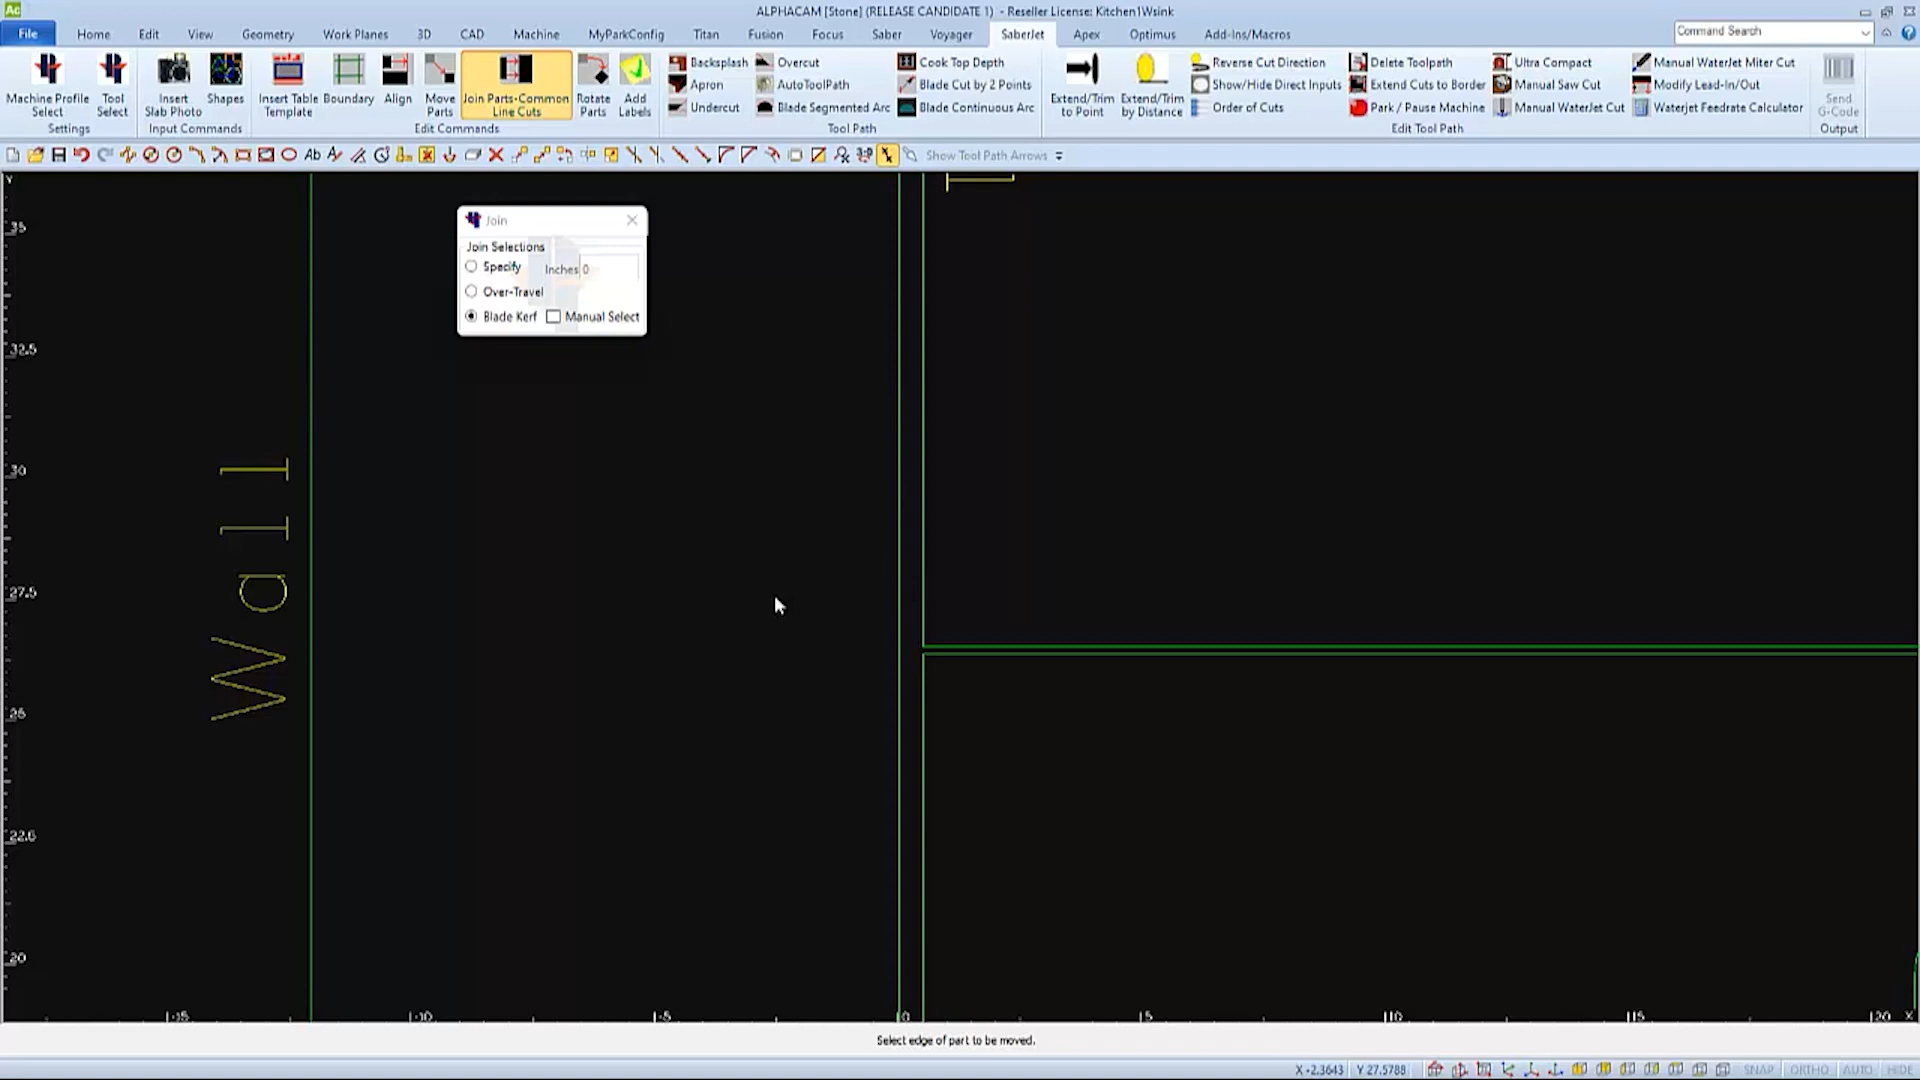 Ac
ALPHACAM [Stone] (RELEASE CANDIDATE 1) - Reseller License: Kitchen1Wsink
File Home Edit View Geometry Work Planes 3D CAD Machine MyParkConfig Titan Fusion Focus Saber Voyager SaberJet Apex Optimus Add-Ins/Macros Command Search
Machine Profile Select
Tool Select
Settings
Insert Slab Photo
Shapes
Input Commands
Insert Table Template
Boundary
Align
Move Parts
Join Parts-Common Line Cuts
Rotate Parts
Add Labels
Edit Commands
Backsplash Overcut Cook Top Depth
Apron AutoToolPath Blade Cut by 2 Points
Undercut Blade Segmented Arc Blade Continuous Arc
Tool Path
Extend/Trim to Point
Extend/Trim by Distance
Reverse Cut Direction Delete Toolpath Ultra Compact Manual WaterJet Miter Cut
Show/Hide Direct Inputs Extend Cuts to Border Manual Saw Cut Modify Lead-In/Out
Order of Cuts Park / Pause Machine Manual WaterJet Cut Waterjet Feedrate Calculator
Edit Tool Path
Send G-Code
Output
Ab
Show Tool Path Arrows
Y
35
32.5
30
27.5
25
22.5
20
Join
Join Selections
Specify Inches 0
Over-Travel
Blade Kerf Manual Select
Wall
-15 -10 -5 0 5 10 15 20 X
Select edge of part to be moved.
X -2.3643 Y 27.5788 SNAP ORTHO AUTO HIDE